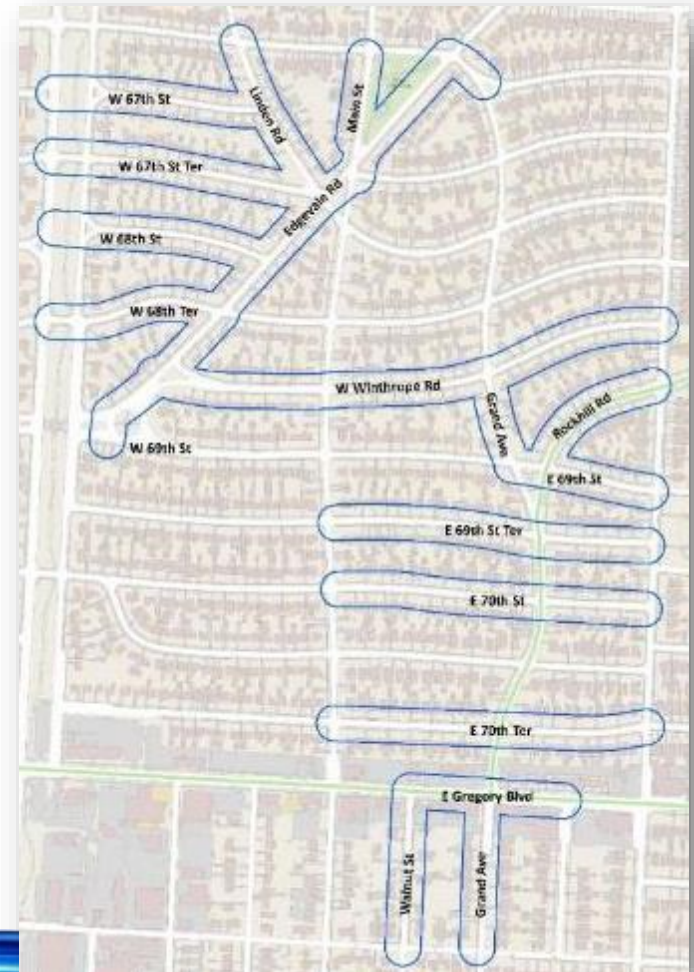 W 67th St
Linden Rd
Main St
W 67th St Ter
Edgevale Rd
W 68th St
W 68th Ter
W Winthrope Rd
Grand Ave
Rockhill Rd
W 69th St
E 69th St
E 69th St Ter
E 70th St
E 70th Ter
E Gregory Blvd
Walnut St
Grand Ave